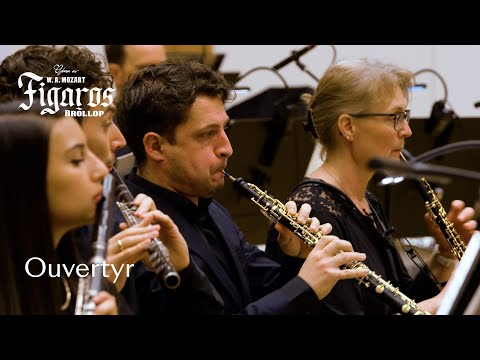 W. A. MOZART
Figaros
BRÖLLOP
Ouvertyr